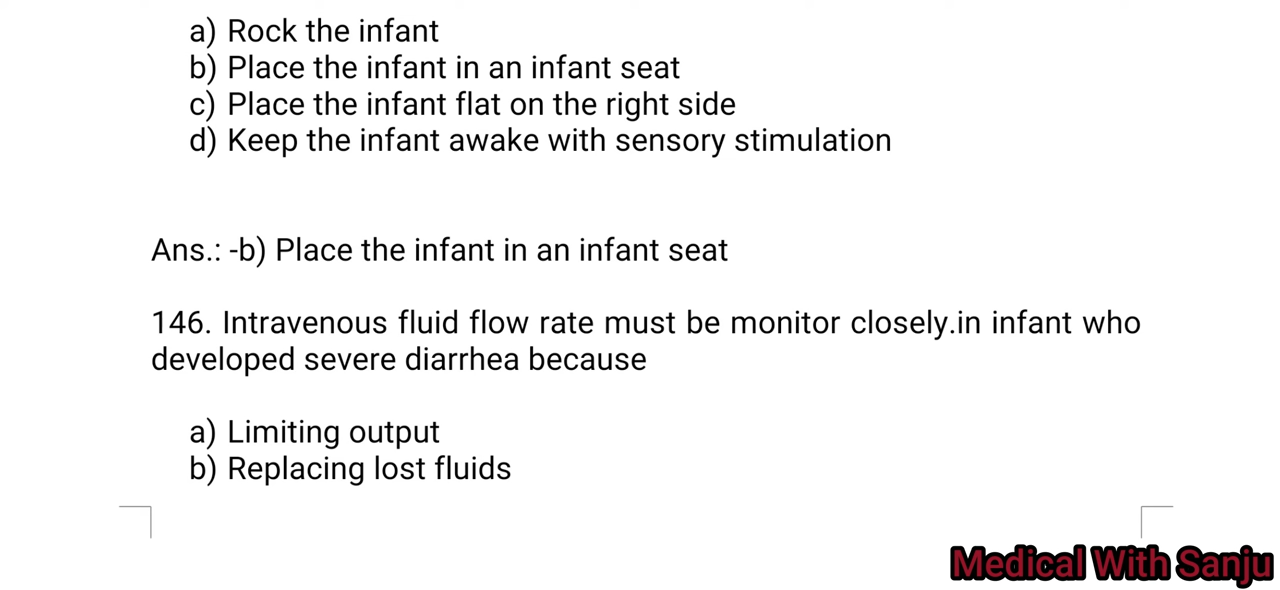 a) Rock the infant
b) Place the infant in an infant seat
c) Place the infant flat on the right side
d) Keep the infant awake with sensory stimulation
Ans.: -b) Place the infant in an infant seat
146. Intravenous fluid flow rate must be monitor closely.in infant who
developed severe diarrhea because
a) Limiting output
b) Replacing lost fluids
Medical With Sanju